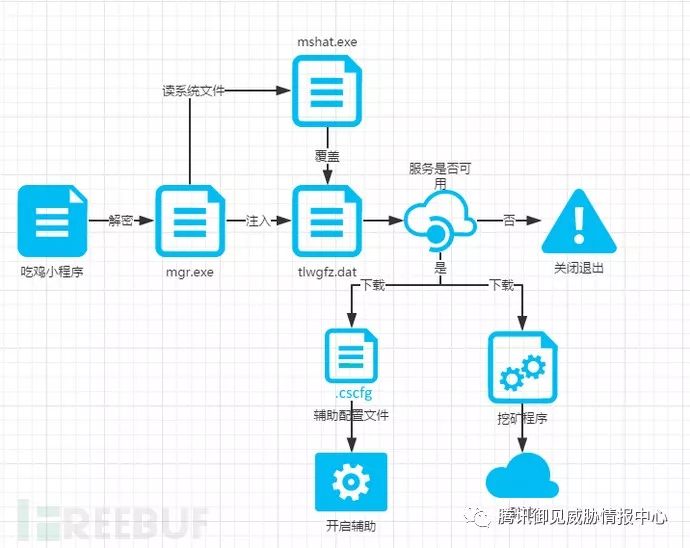 mshat.exe
读系统文件
覆盖
服务是否可
用
解密
注入
否
吃鸡小程序
mgr.exe
tlwgfz.dat
是
关闭退出
下载
下载
.cscfg
辅助配置文件
挖矿程序
开启辅助
腾讯御见威胁情报中心
REEBUF